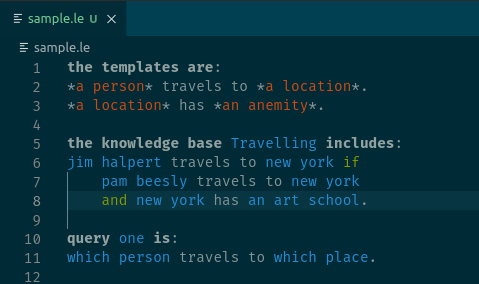 sample.le U ×
sample.le
1 the templates are:
2 *a person* travels to *a location*.
3 *a location* has *an anemity*.
4
5 the knowledge base Travelling includes:
6 jim halpert travels to new york if
7 pam beesly travels to new york
8 and new york has an art school.
9
10 query one is:
11 which person travels to which place.
12